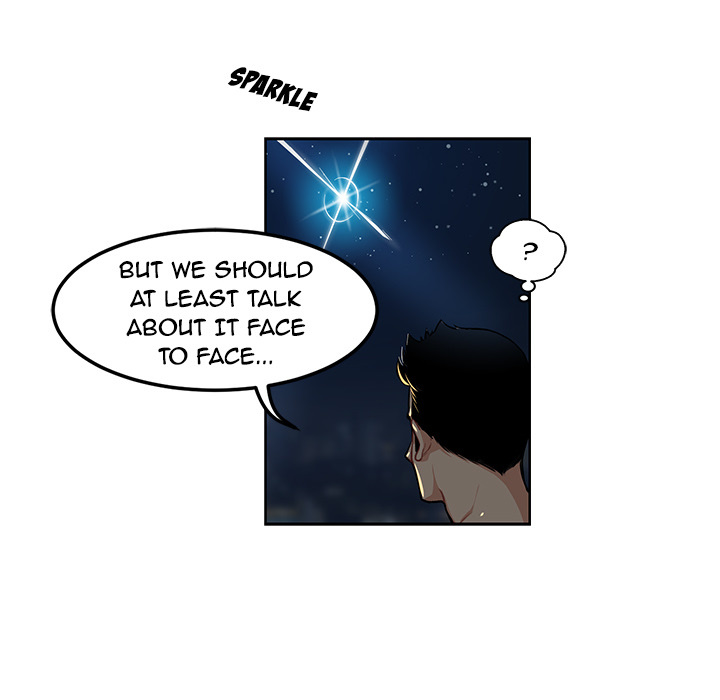 SPARKLE
?
BUT WE SHOULD
AT LEAST TALK
ABOUT IT FACE
TO FACE...